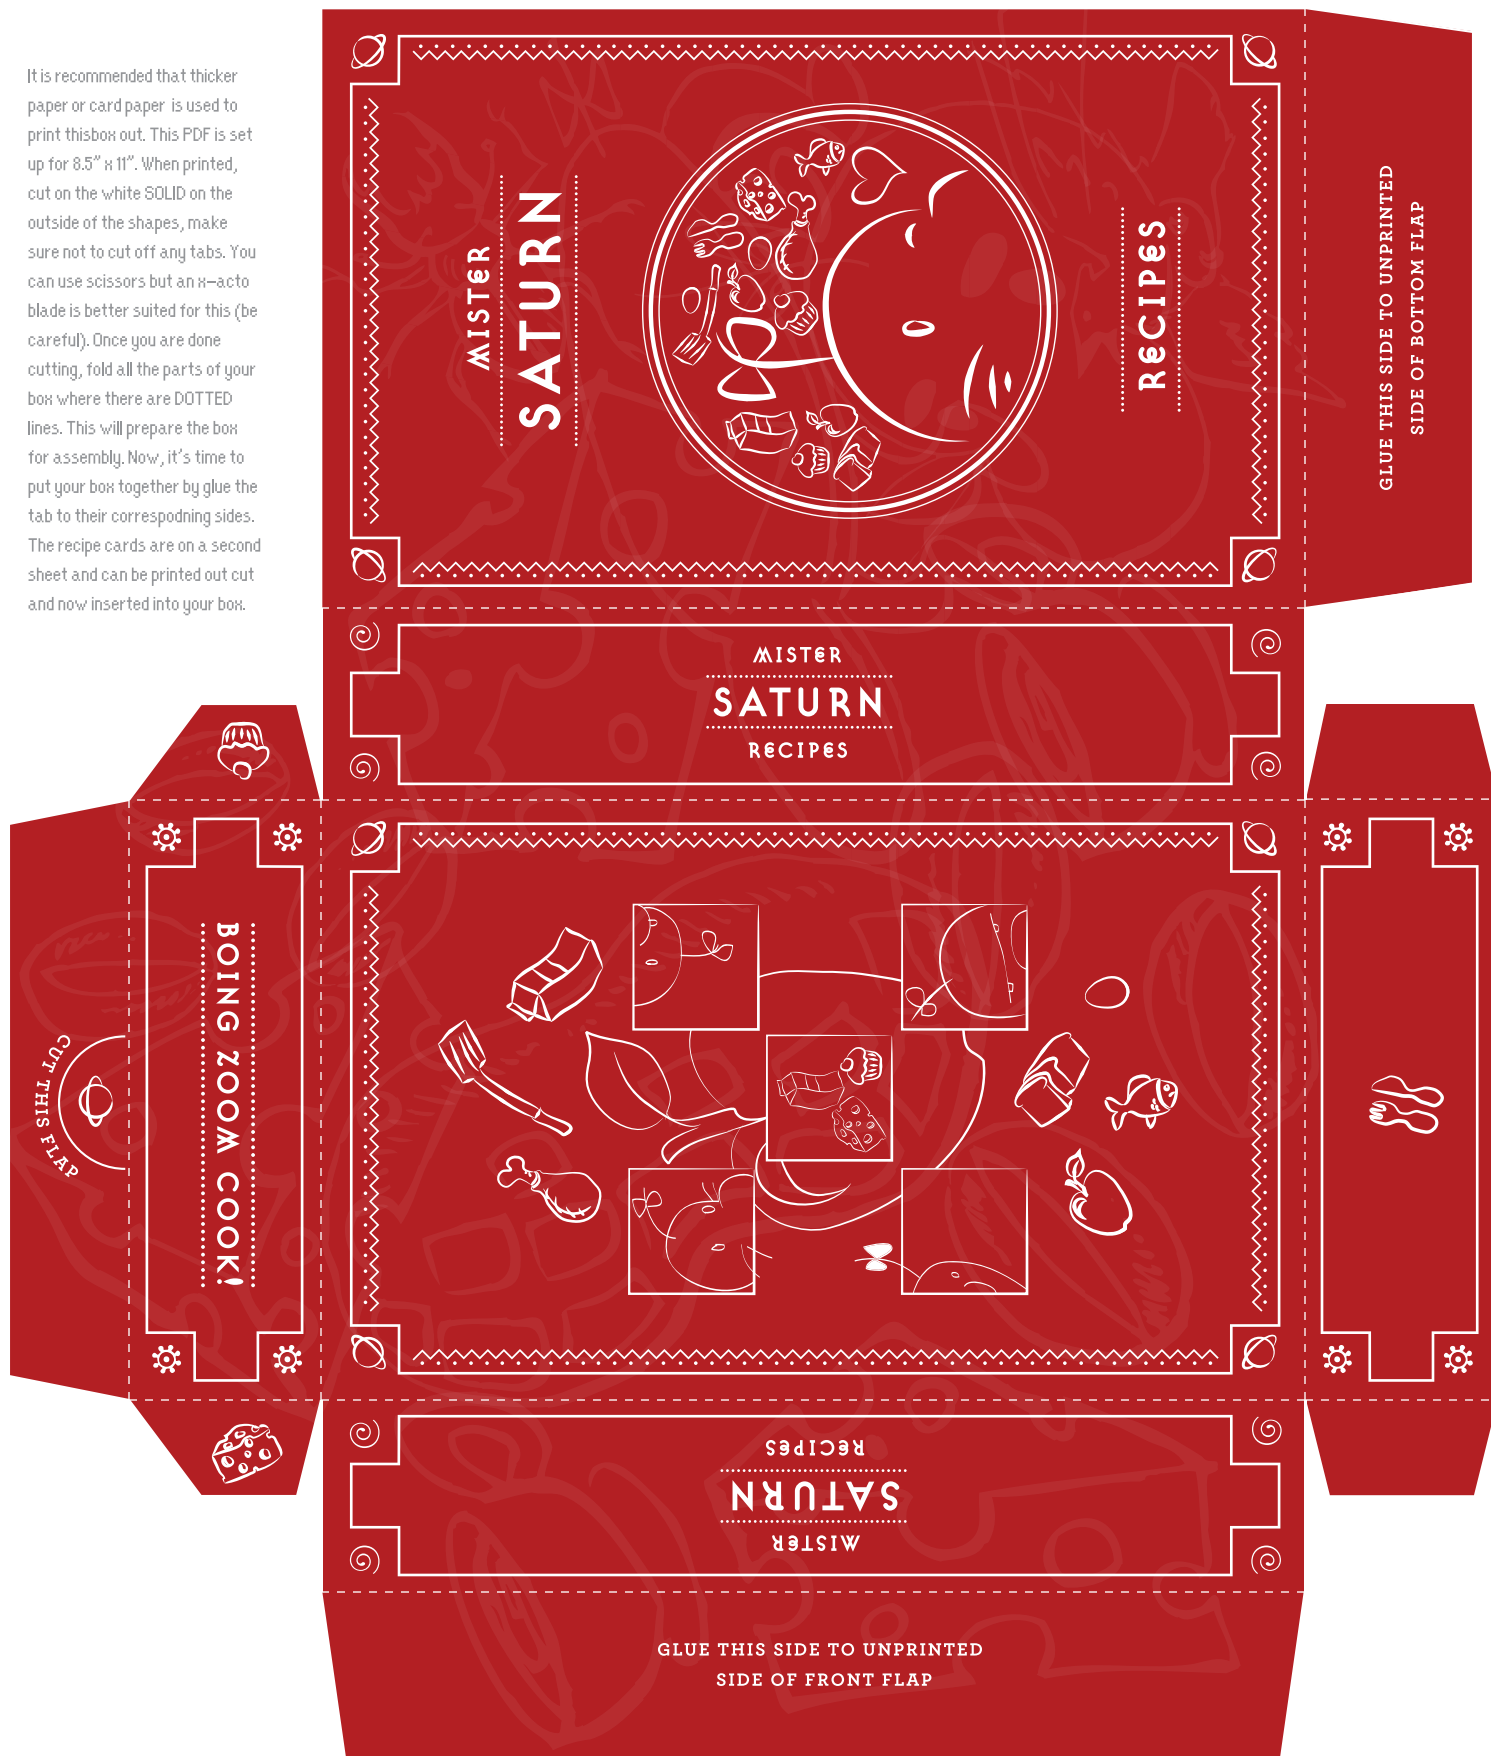 It is recommended that thicker
paper or card paper is used to
print thisbox out. This PDF is set
up for 8.5” x 11”. When printed,
cut on the white SOLID on the
outside of the shapes, make
sure not to cut off any tabs. You
can use scissors but an x-acto
blade is better suited for this (be
careful). Once you are done
cutting, fold all the parts of your
box where there are DOTTED
lines. This will prepare the box
for assembly. Now, it's time to
put your box together by glue the
tab to their correspodning sides.
The recipe cards are on a second
sheet and can be printed out cut
and now inserted into your box.
MISTER
SATURN
RECIPES
GLUE THIS SIDE TO UNPRINTED
SIDE OF BOTTOM FLAP
MISTER
SATURN
RECIPES
CUT THIS FLAP
BOING ZOOM COOK!
MISTER
SATURN
RECIPES
GLUE THIS SIDE TO UNPRINTED
SIDE OF FRONT FLAP